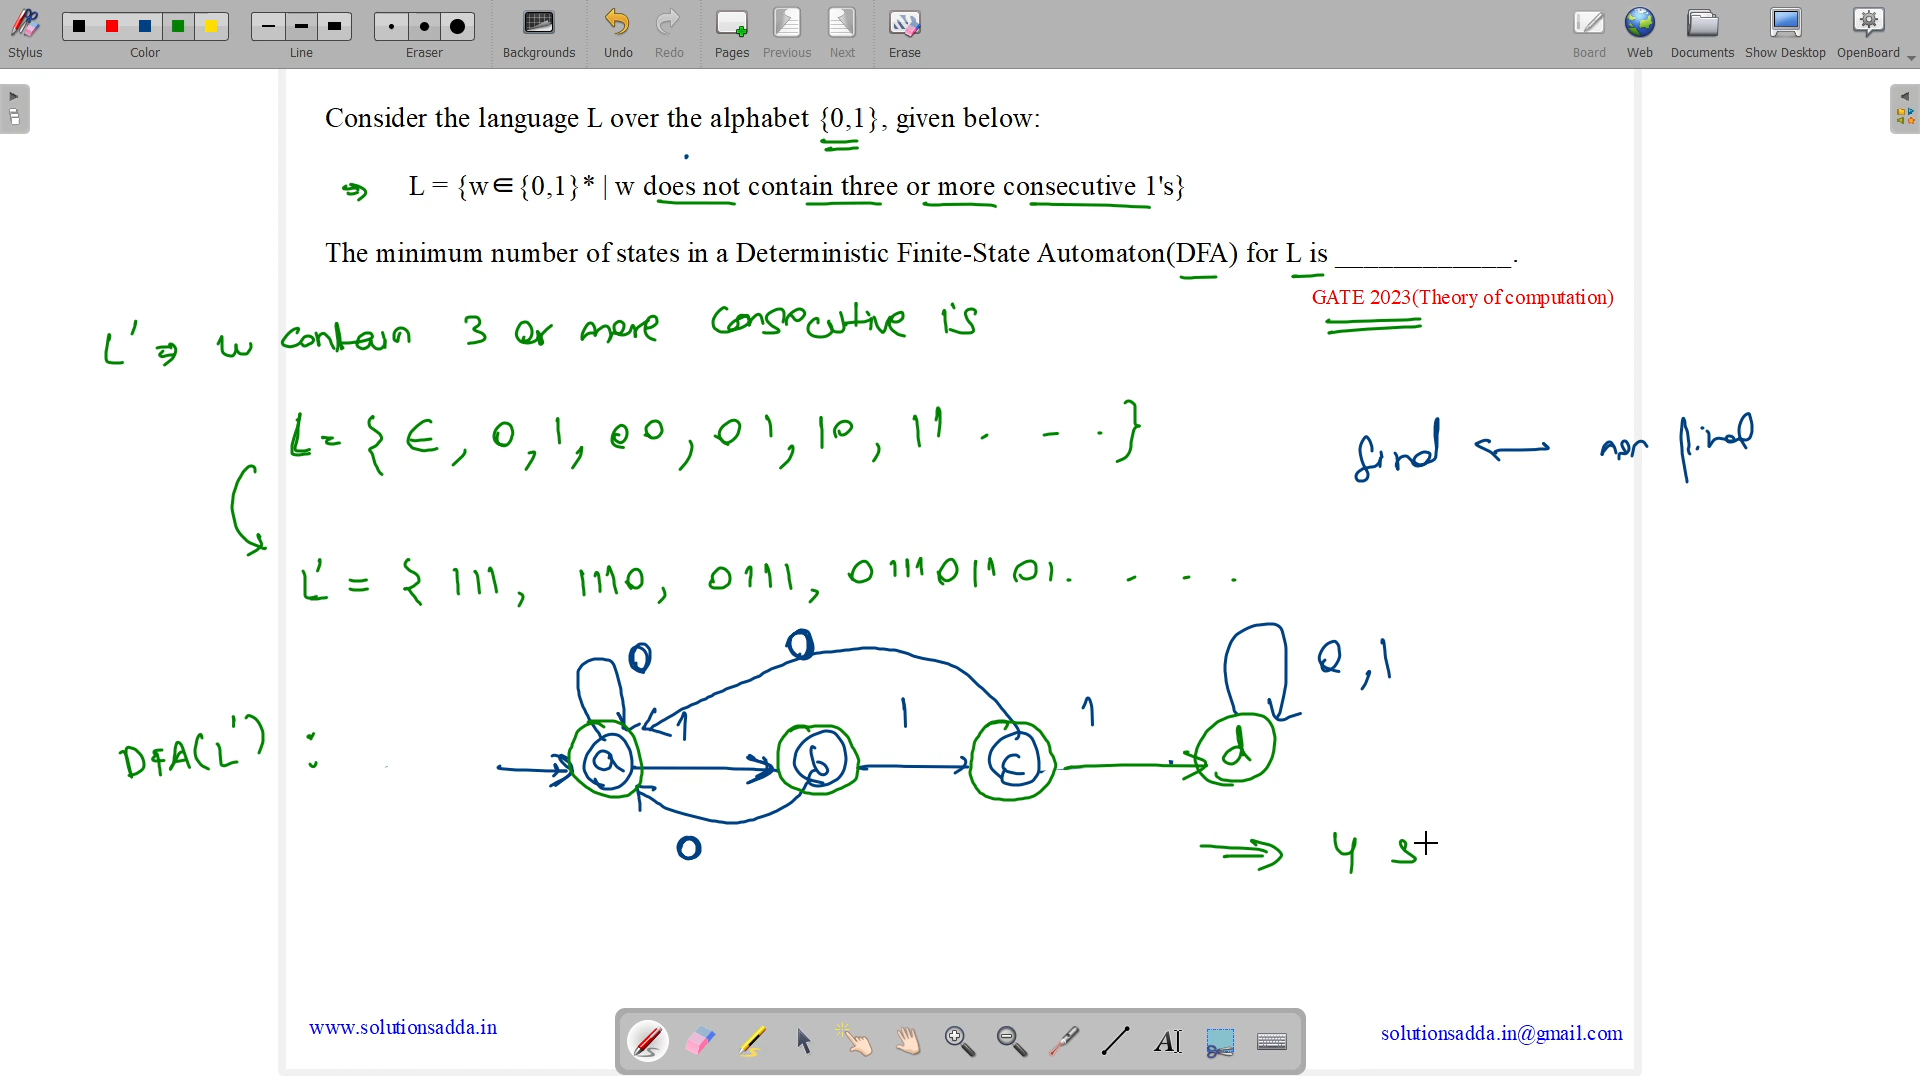 Stylus Color Line Eraser Backgrounds Undo Redo Pages Previous Next Erase Board Web Documents Show Desktop OpenBoard
Consider the language L over the alphabet {0,1}, given below:
⇒ L = {w∈{0,1}* | w does not contain three or more consecutive 1's}
The minimum number of states in a Deterministic Finite-State Automaton(DFA) for L is ____________.
GATE 2023(Theory of computation)
L' ⇒ w contain 3 or more consecutive 1's
L = { ∈, 0, 1, 00, 01, 10, 11 . - - . }
final ↔ non final
L' = { 111, 1110, 0111, 011101101. . . .
0 0 0,1
1 1 1
DFA(L') :
a b c d
0
⇒ 4 st
www.solutionsadda.in
solutionsadda.in@gmail.com